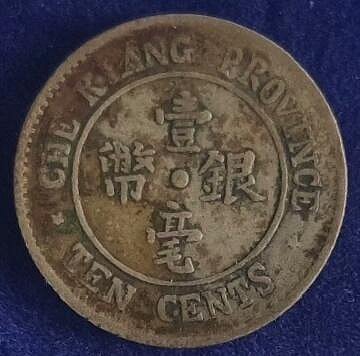 CHE KIANG PROVINCE
壹
幣 銀
毫
TEN CENTS